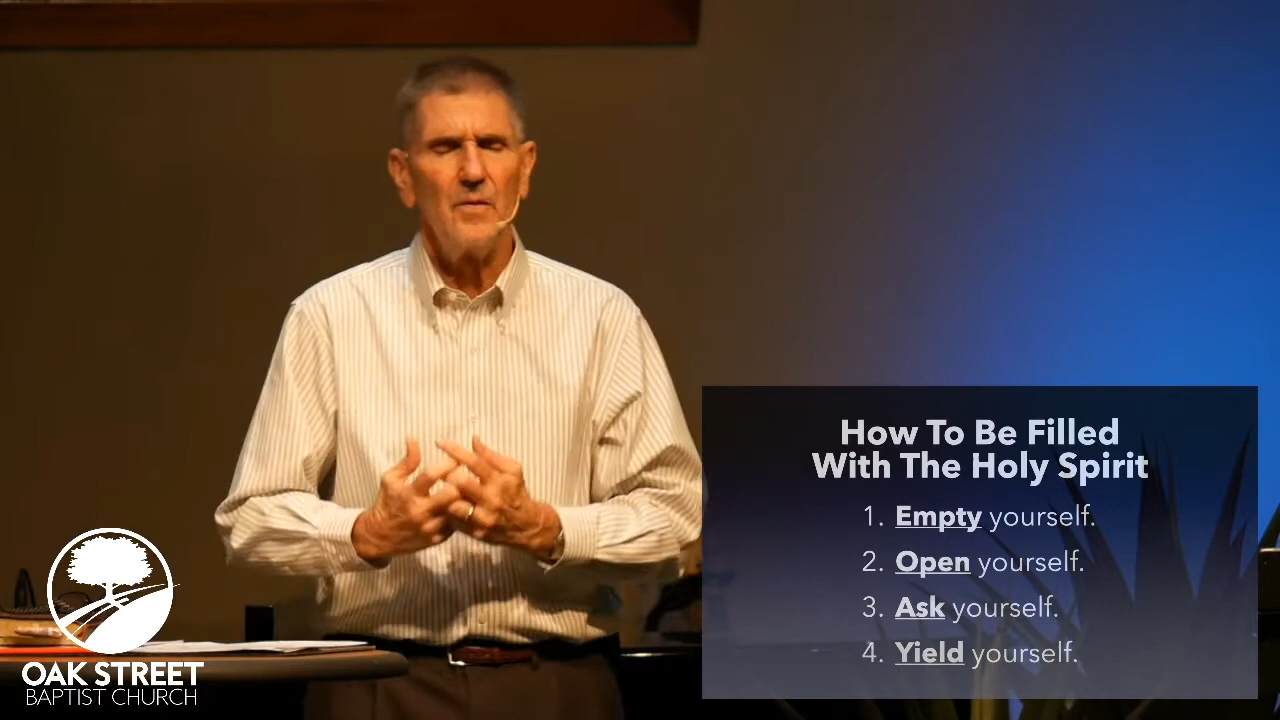 How To Be Filled
With The Holy Spirit
1. Empty yourself.
2. Open yourself.
3. Ask yourself.
4. Yield yourself.
OAK STREET
BAPTIST CHURCH